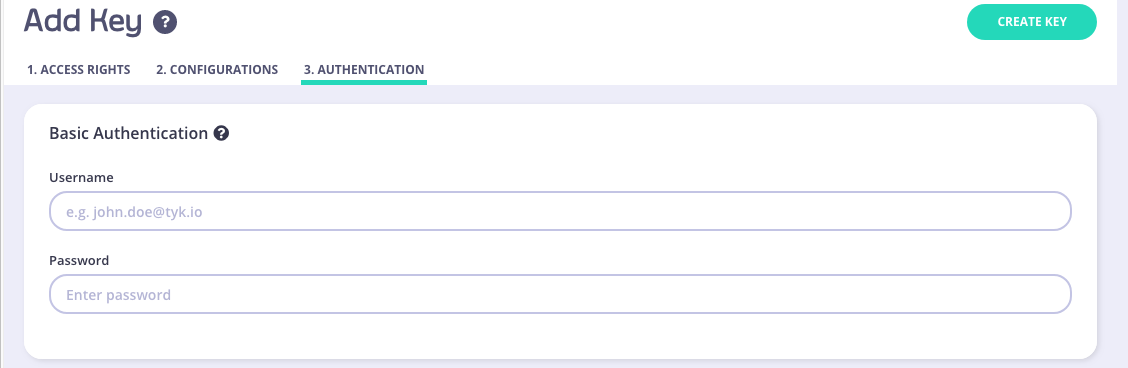 Add Key ?
CREATE KEY
1. ACCESS RIGHTS 2. CONFIGURATIONS 3. AUTHENTICATION
Basic Authentication ?
Username
e.g. john.doe@tyk.io
Password
Enter password